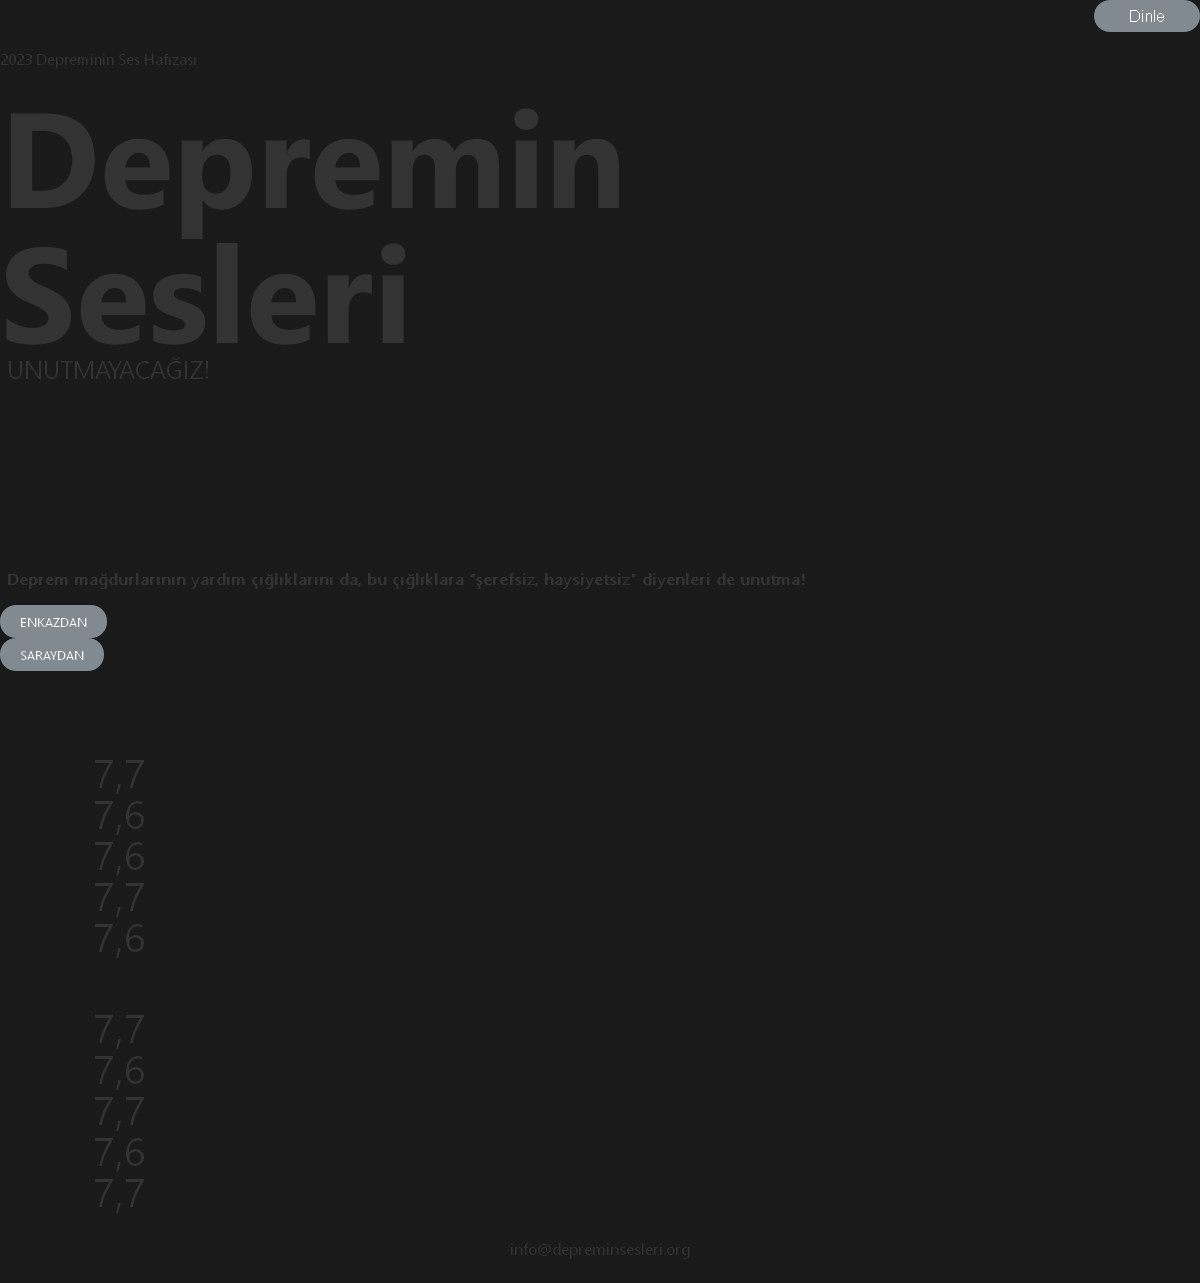 Dinle
2023 Depreminin Ses Hafızası
Depremin
Sesleri
UNUTMAYACAĞIZ!
Deprem mağdurlarının yardım çığlıklarını da, bu çığlıklara “şerefsiz, haysiyetsiz” diyenleri de unutma!
ENKAZDAN
SARAYDAN
7,7
7,6
7,6
7,7
7,6
7,7
7,6
7,7
7,6
7,7
info@depreminsesleri.org